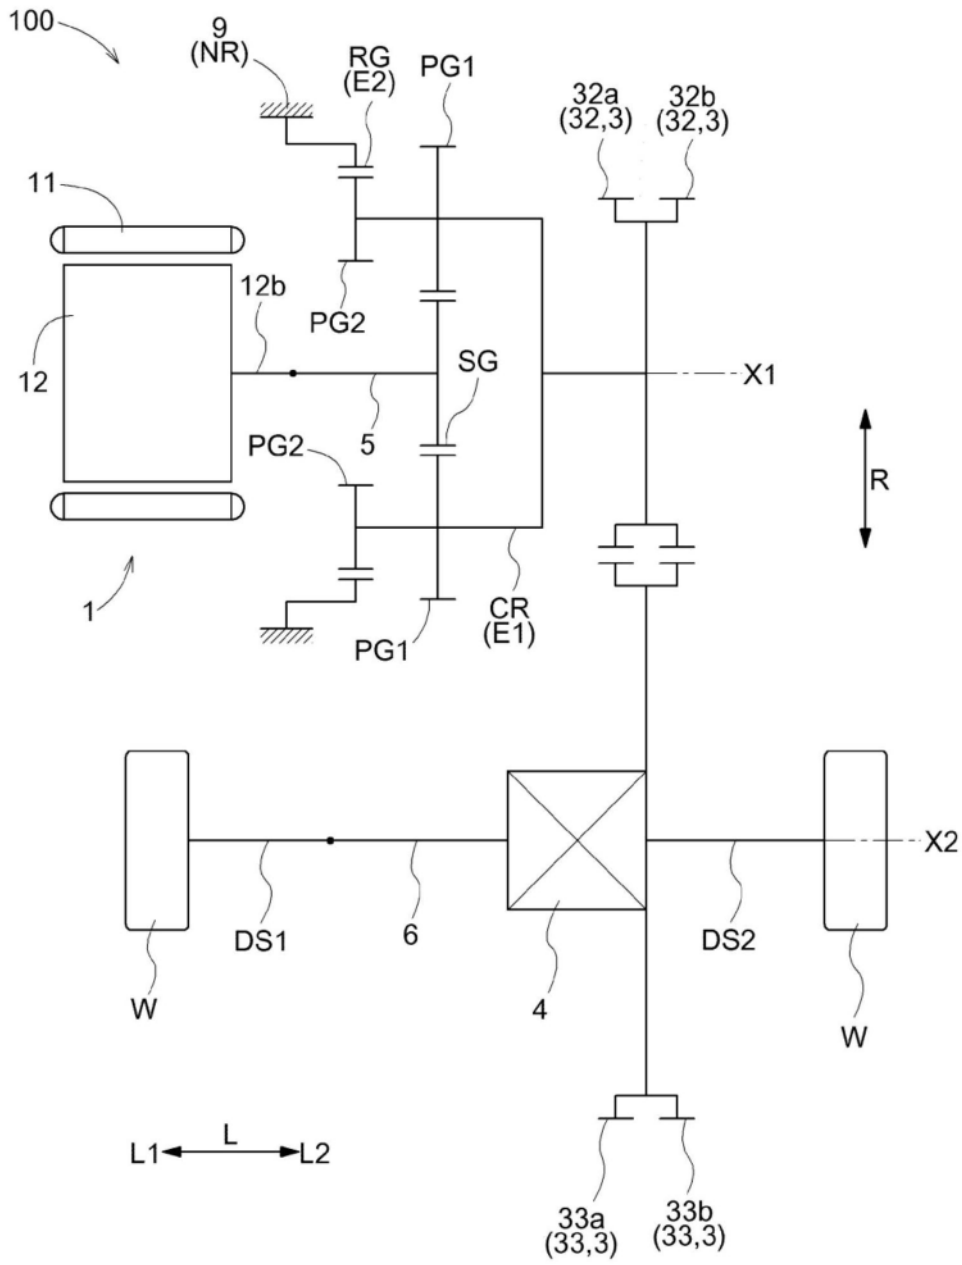 100
9
(NR)
RG
(E2)
PG1
32a
(32,3)
32b
(32,3)
11
12b
PG2
12
SG
X1
5
PG2
R
1
CR
(E1)
PG1
X2
DS1
6
DS2
W
4
W
L
L1
L2
33a
(33,3)
33b
(33,3)